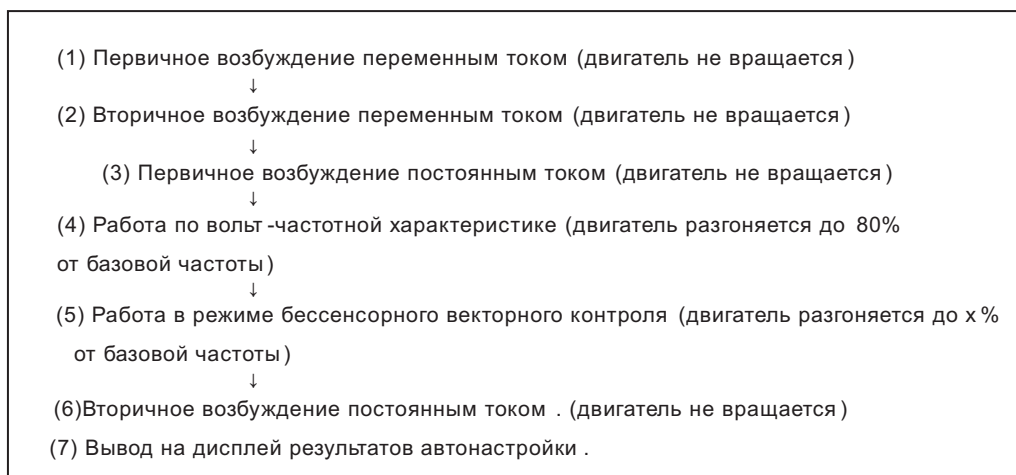 (1) Первичное возбуждение переменным током (двигатель не вращается)
↓
(2) Вторичное возбуждение переменным током (двигатель не вращается)
↓
(3) Первичное возбуждение постоянным током (двигатель не вращается)
↓
(4) Работа по вольт-частотной характеристике (двигатель разгоняется до 80%
от базовой частоты)
↓
(5) Работа в режиме бессенсорного векторного контроля (двигатель разгоняется до x%
от базовой частоты)
↓
(6)Вторичное возбуждение постоянным током . (двигатель не вращается)
(7) Вывод на дисплей результатов автонастройки .